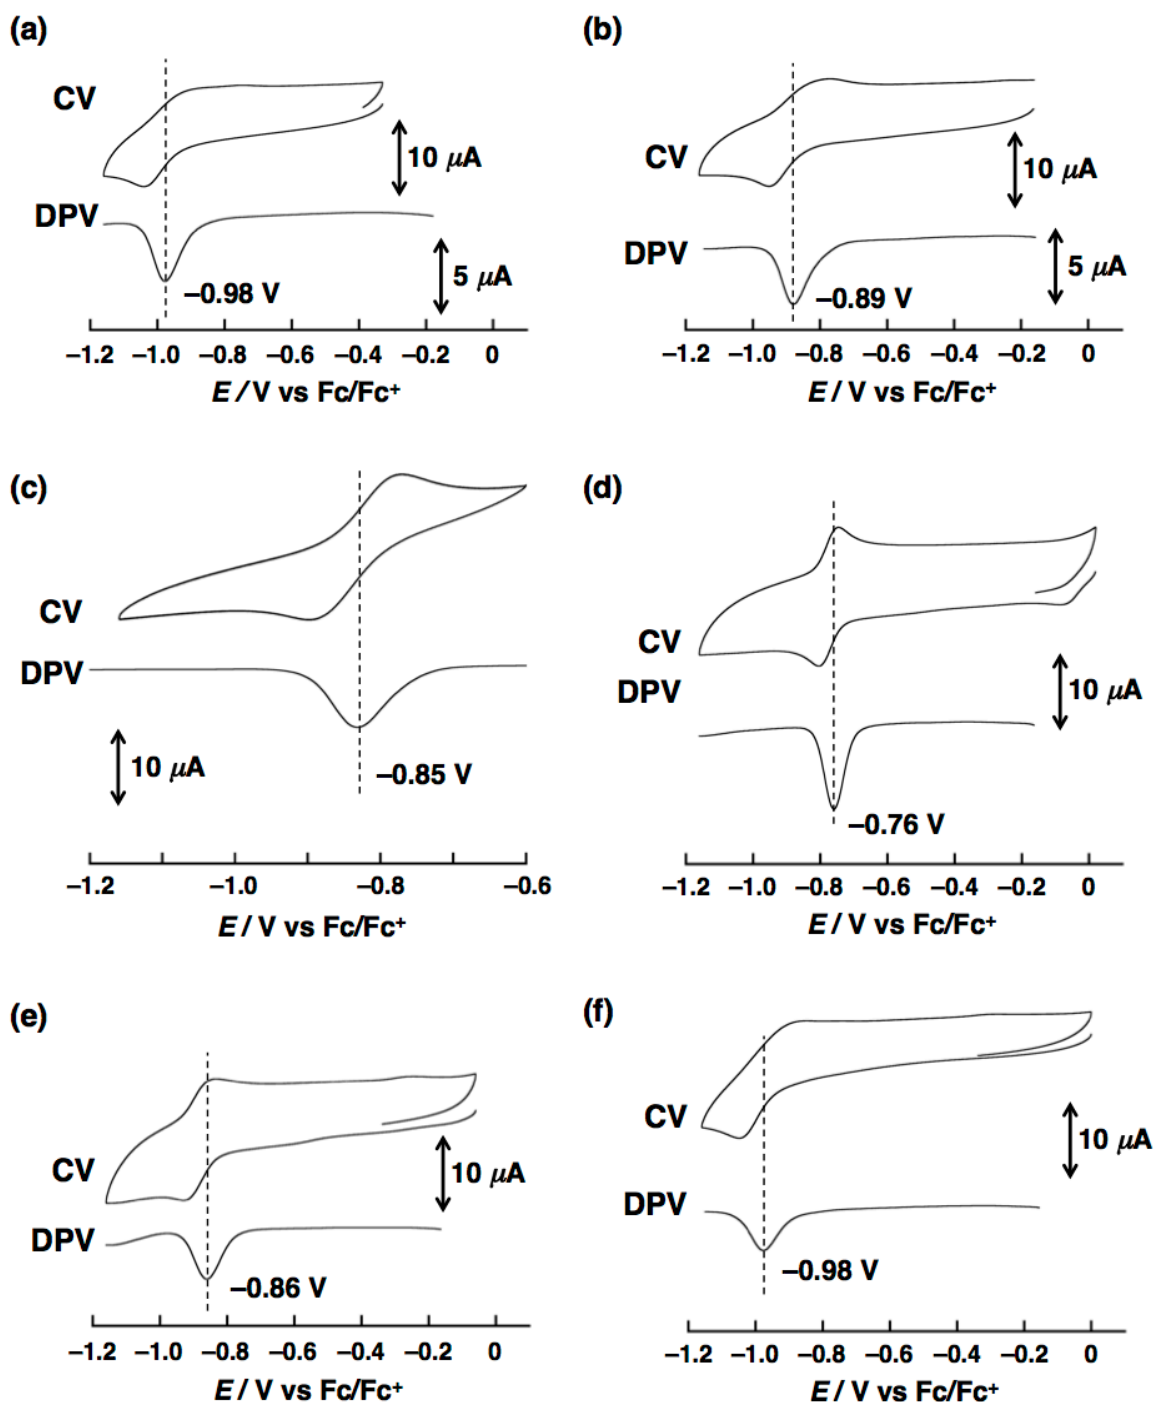 (a)
CV
10 μA
DPV
5 μA
–0.98 V
–1.2 –1.0 –0.8 –0.6 –0.4 –0.2 0
E / V vs Fc/Fc+
(b)
CV
10 μA
DPV
5 μA
–0.89 V
–1.2 –1.0 –0.8 –0.6 –0.4 –0.2 0
E / V vs Fc/Fc+
(c)
CV
DPV
10 μA
–0.85 V
–1.2 –1.0 –0.8 –0.6
E / V vs Fc/Fc+
(d)
CV
DPV
10 μA
–0.76 V
–1.2 –1.0 –0.8 –0.6 –0.4 –0.2 0
E / V vs Fc/Fc+
(e)
CV
10 μA
DPV
–0.86 V
–1.2 –1.0 –0.8 –0.6 –0.4 –0.2 0
E / V vs Fc/Fc+
(f)
CV
10 μA
DPV
–0.98 V
–1.2 –1.0 –0.8 –0.6 –0.4 –0.2 0
E / V vs Fc/Fc+